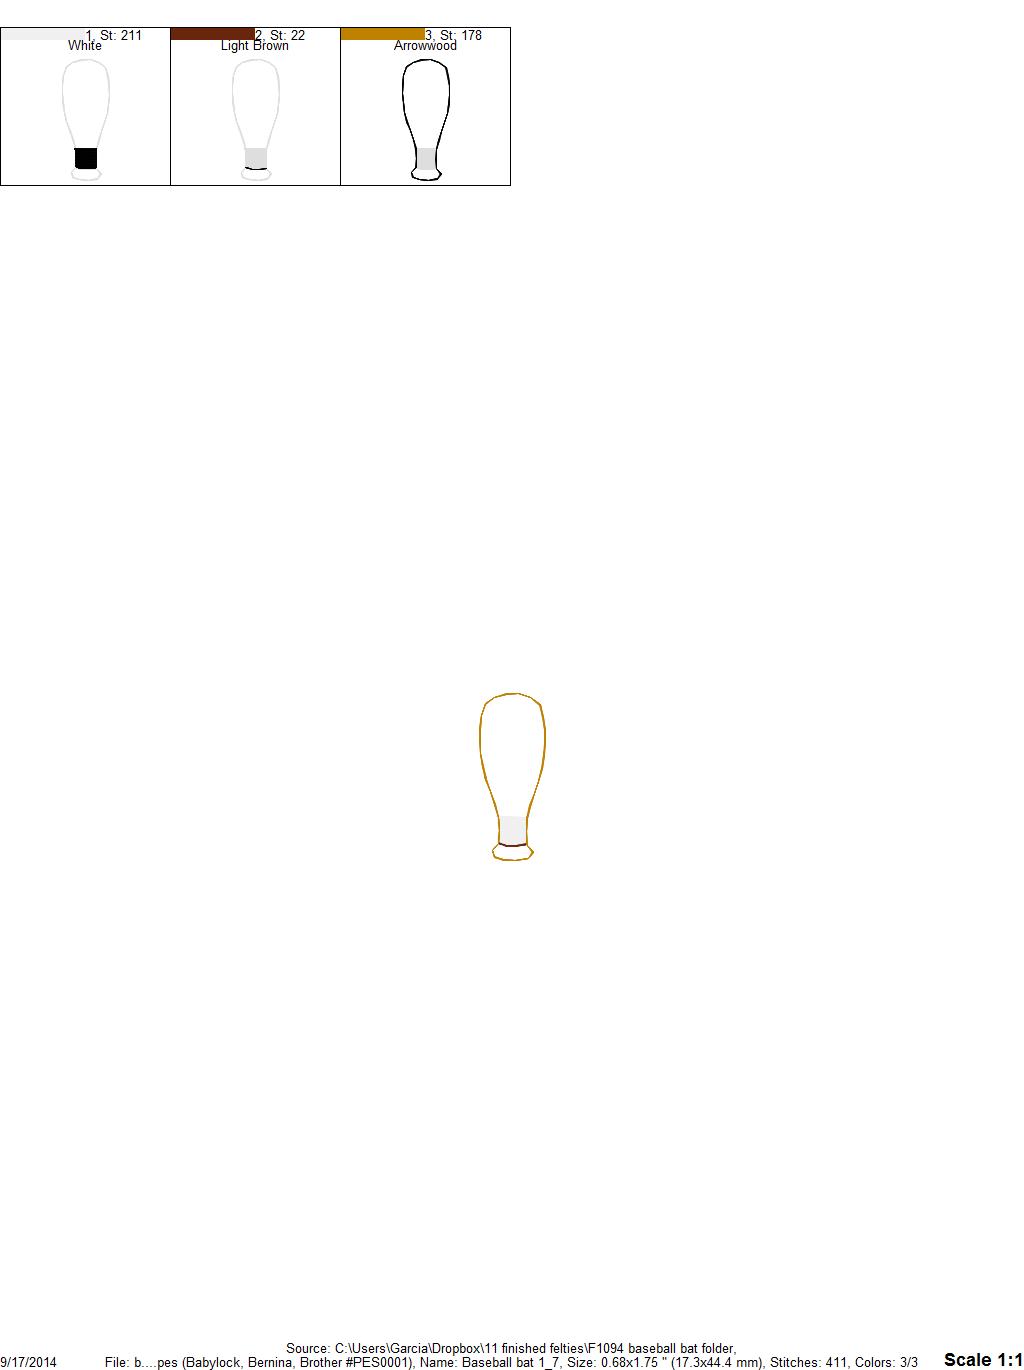 1, St: 211
White
2, St: 22
Light Brown
3, St: 178
Arrowwood
Source: C:\Users\Garcia\Dropbox\11 finished felties\F1094 baseball bat folder,
9/17/2014 File: b....pes (Babylock, Bernina, Brother #PES0001), Name: Baseball bat 1_7, Size: 0.68x1.75 " (17.3x44.4 mm), Stitches: 411, Colors: 3/3 Scale 1:1